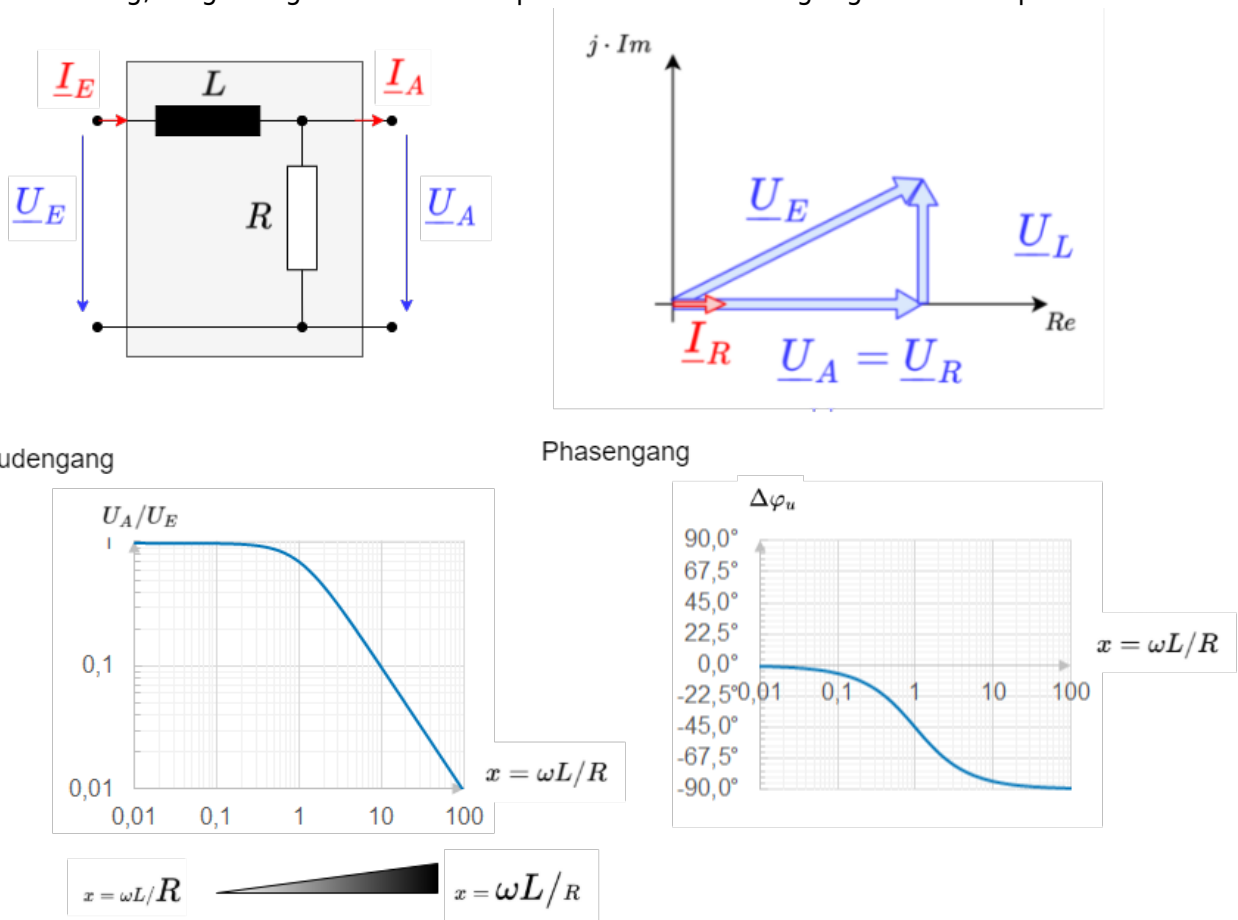 j · Im
I_E
L
I_A
U_E
R
U_A
U_E
U_L
Re
I_R
U_A = U_R
udengang
Phasengang
U_A/U_E
1
0,1
0,01
0,01 0,1 1 10 100
x = ωL/R
Δφ_u
90,0°
67,5°
45,0°
22,5°
0,0°
-22,5°
-45,0°
-67,5°
-90,0°
0,01 0,1 1 10 100
x = ωL/R
x = ωL/R
x = ωL/R